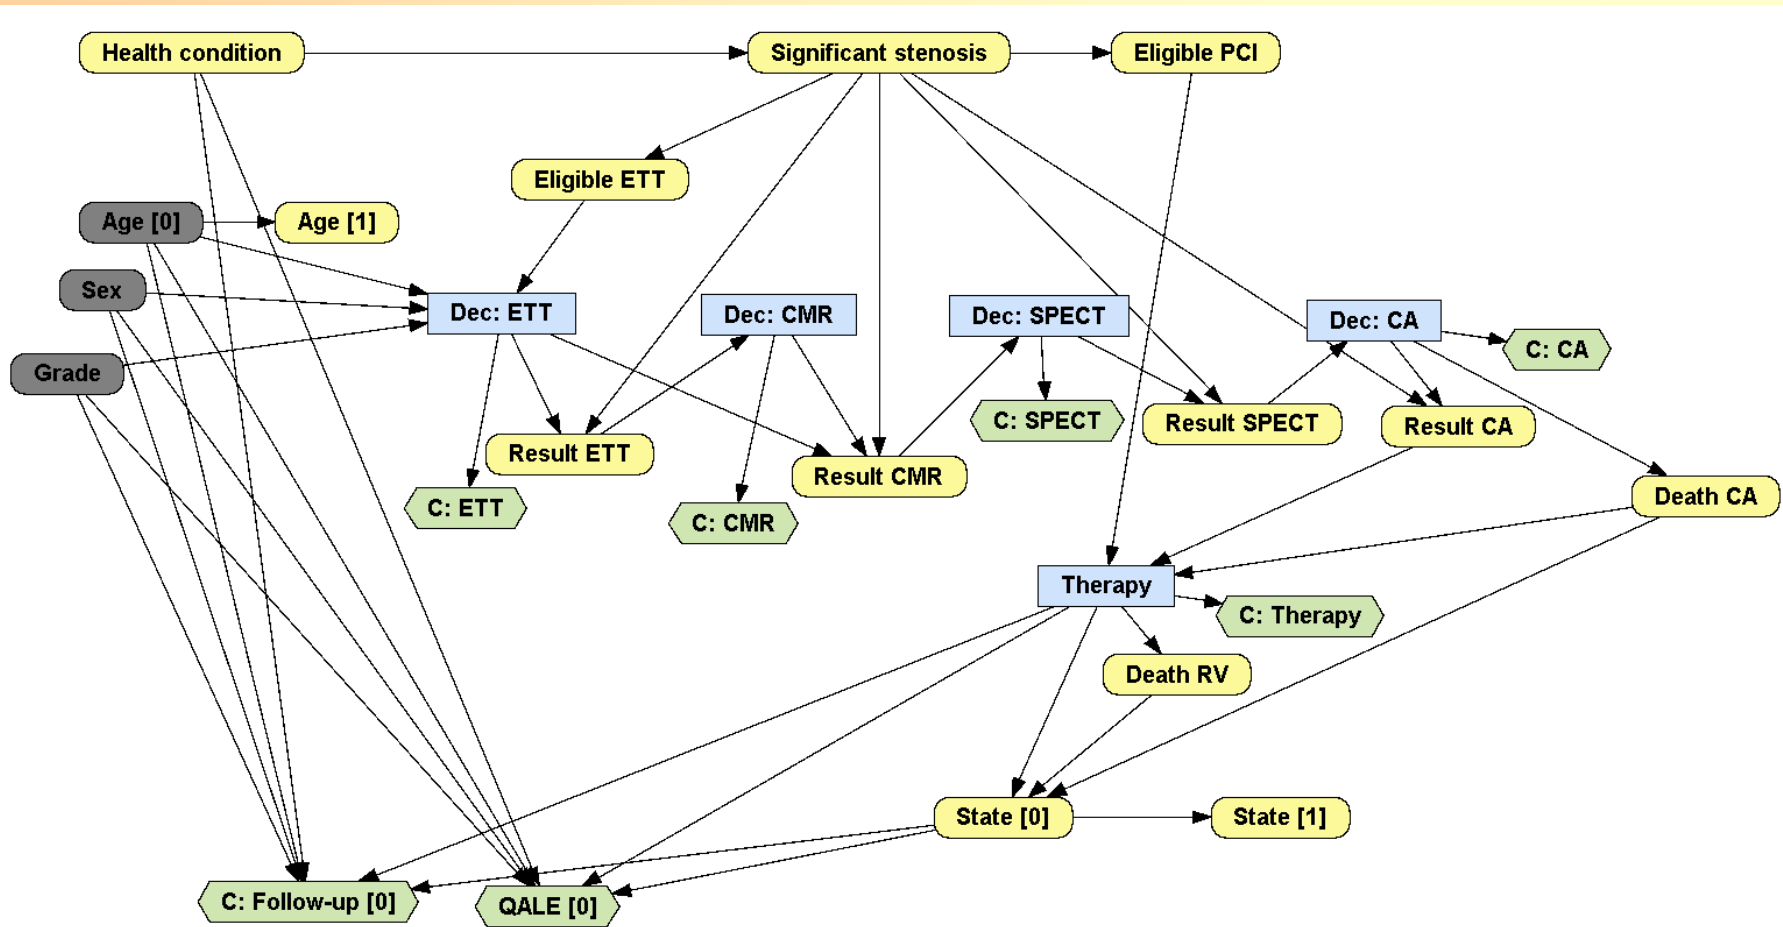 Health condition
Significant stenosis
Eligible PCI
Eligible ETT
Age [0]
Age [1]
Sex
Dec: ETT
Dec: CMR
Dec: SPECT
Dec: CA
C: CA
Grade
C: SPECT
Result SPECT
Result CA
Result ETT
Result CMR
Death CA
C: ETT
C: CMR
Therapy
C: Therapy
Death RV
State [0]
State [1]
C: Follow-up [0]
QALE [0]